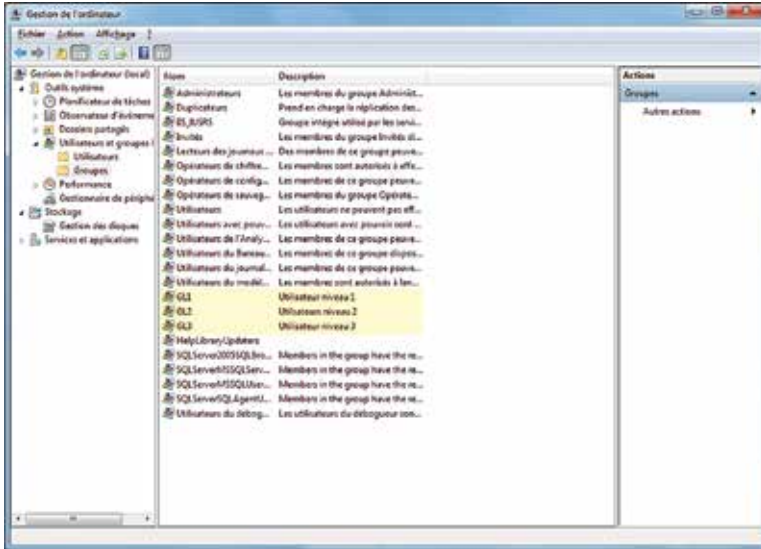 Gestion de l'ordinateur
Fichier Action Affichage ?
Gestion de l'ordinateur (local)
Outils système
Planificateur de tâches
Observateur d'événeme
Dossiers partagés
Utilisateurs et groupes l
Utilisateurs
Groupes
Performance
Gestionnaire de périphé
Stockage
Gestion des disques
Services et applications
Nom Description
Administrateurs Les membres du groupe Administ...
Duplicateurs Prend en charge la réplication des...
IIS_IUSRS Groupe intégré utilisé par les servi...
Invités Les membres du groupe Invités di...
Lecteurs des journaux ... Des membres de ce groupe peuve...
Opérateurs de chiffre... Les membres sont autorisés à effe...
Opérateurs de config... Les membres de ce groupe peuve...
Opérateurs de sauveg... Les membres du groupe Opérate...
Utilisateurs Les utilisateurs ne peuvent pas eff...
Utilisateurs avec pouv... Les utilisateurs avec pouvoir sont ...
Utilisateurs de l'Analy... Les membres de ce groupe peuve...
Utilisateurs du Bureau... Les membres de ce groupe dispos...
Utilisateurs du journal... Les membres de ce groupe peuve...
Utilisateurs du modèl... Les membres sont autorisés à lan...
GL1 Utilisateur niveau 1
GL2 Utilisateurs niveau 2
GL3 Utilisateur niveau 3
HelpLibraryUpdaters
SQLServer2005SQLBro... Members in the group have the re...
SQLServerMSSQLServ... Members in the group have the re...
SQLServerMSSQLUser... Members in the group have the re...
SQLServerSQLAgentU... Members in the group have the re...
Utilisateurs du débog... Les utilisateurs du débogueur son...
Actions
Groupes
Autres actions